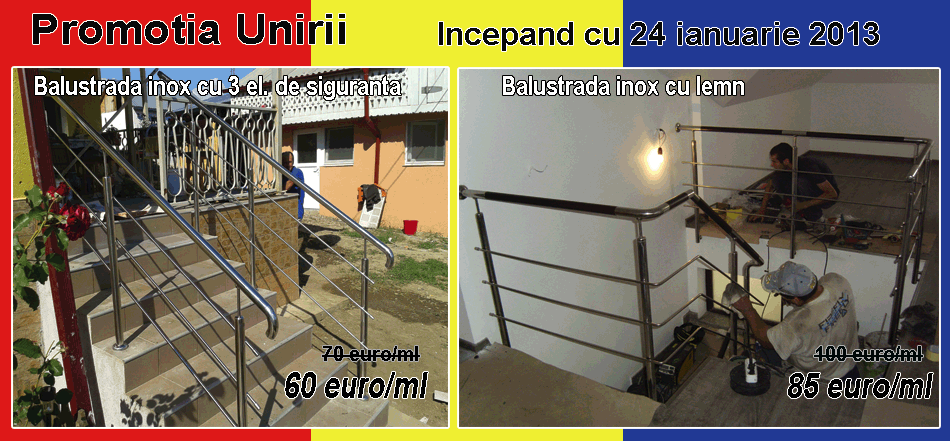 Promotia Unirii
Incepand cu 24 ianuarie 2013
Balustrada inox cu 3 el. de siguranta
Balustrada inox cu lemn
70 euro/ml
60 euro/ml
100 euro/ml
85 euro/ml